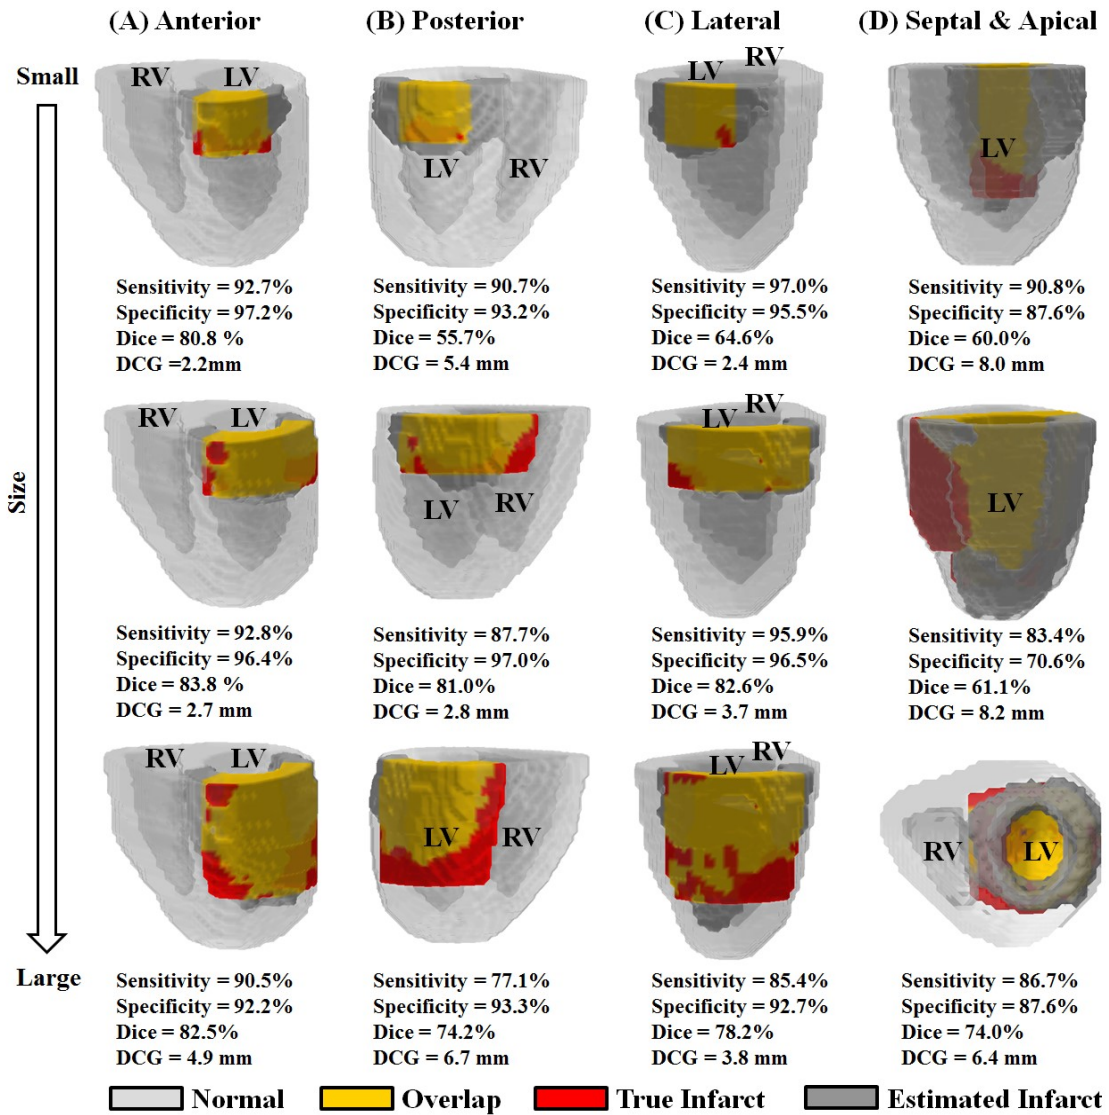 (A) Anterior (B) Posterior (C) Lateral (D) Septal & Apical
Small
RV LV
LV RV
LV RV
LV
Sensitivity = 92.7%
Specificity = 97.2%
Dice = 80.8 %
DCG =2.2mm
Sensitivity = 90.7%
Specificity = 93.2%
Dice = 55.7%
DCG = 5.4 mm
Sensitivity = 97.0%
Specificity = 95.5%
Dice = 64.6%
DCG = 2.4 mm
Sensitivity = 90.8%
Specificity = 87.6%
Dice = 60.0%
DCG = 8.0 mm
Size
RV LV
LV RV
LV RV
LV
Sensitivity = 92.8%
Specificity = 96.4%
Dice = 83.8 %
DCG = 2.7 mm
Sensitivity = 87.7%
Specificity = 97.0%
Dice = 81.0%
DCG = 2.8 mm
Sensitivity = 95.9%
Specificity = 96.5%
Dice = 82.6%
DCG = 3.7 mm
Sensitivity = 83.4%
Specificity = 70.6%
Dice = 61.1%
DCG = 8.2 mm
RV LV
LV RV
LV RV
RV LV
Large
Sensitivity = 90.5%
Specificity = 92.2%
Dice = 82.5%
DCG = 4.9 mm
Sensitivity = 77.1%
Specificity = 93.3%
Dice = 74.2%
DCG = 6.7 mm
Sensitivity = 85.4%
Specificity = 92.7%
Dice = 78.2%
DCG = 3.8 mm
Sensitivity = 86.7%
Specificity = 87.6%
Dice = 74.0%
DCG = 6.4 mm
Normal Overlap True Infarct Estimated Infarct